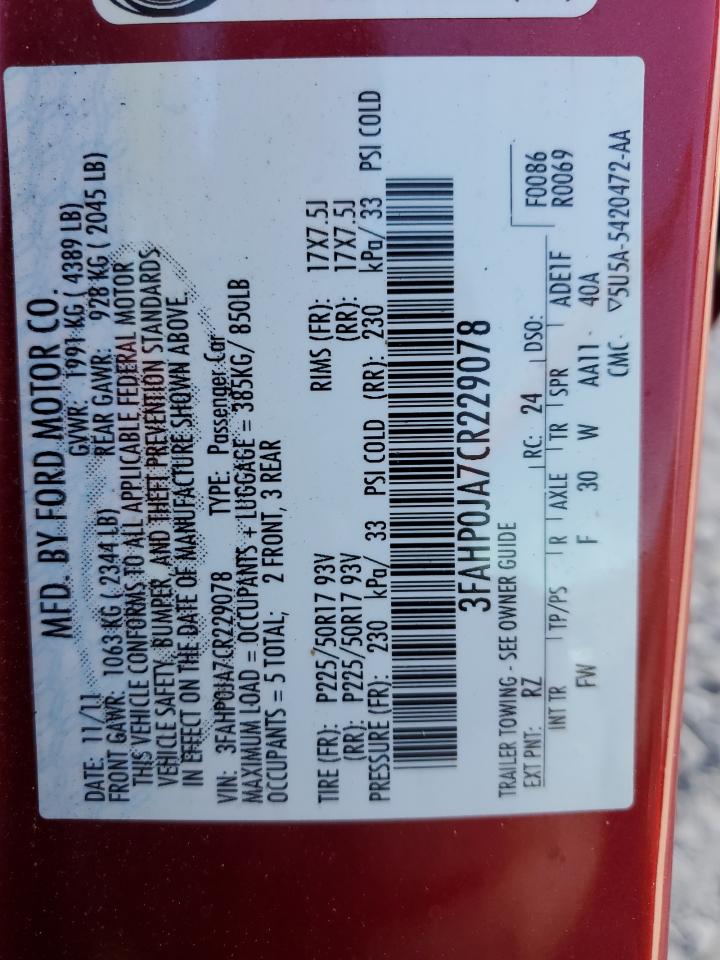 MFD. BY FORD MOTOR CO.
DATE: 11/11 GVWR: 1991 KG ( 4389 LB)
FRONT GAWR: 1063 KG ( 2344 LB) REAR GAWR: 928 KG ( 2045 LB)
THIS VEHICLE CONFORMS TO ALL APPLICABLE FEDERAL MOTOR
VEHICLE SAFETY, BUMPER, AND THEFT PREVENTION STANDARDS
IN EFFECT ON THE DATE OF MANUFACTURE SHOWN ABOVE.
VIN: 3FAHP0JA7CR229078 TYPE: Passenger Car
MAXIMUM LOAD = OCCUPANTS + LUGGAGE = 385KG/ 850LB
OCCUPANTS = 5 TOTAL; 2 FRONT, 3 REAR
TIRE (FR): P225/50R17 93V RIMS (FR): 17X7.5J
(RR): P225/50R17 93V (RR): 17X7.5J
PRESSURE (FR): 230 kPa/ 33 PSI COLD (RR): 230 kPa/ 33 PSI COLD
3FAHP0JA7CR229078
TRAILER TOWING - SEE OWNER GUIDE
F0086
EXT PNT: RZ RC: 24 DSO: R0069
INT TR TP/PS R AXLE TR SPR ADE1F
FW F 30 W AA11 40A
CMC ▽5U5A-5420472-AA